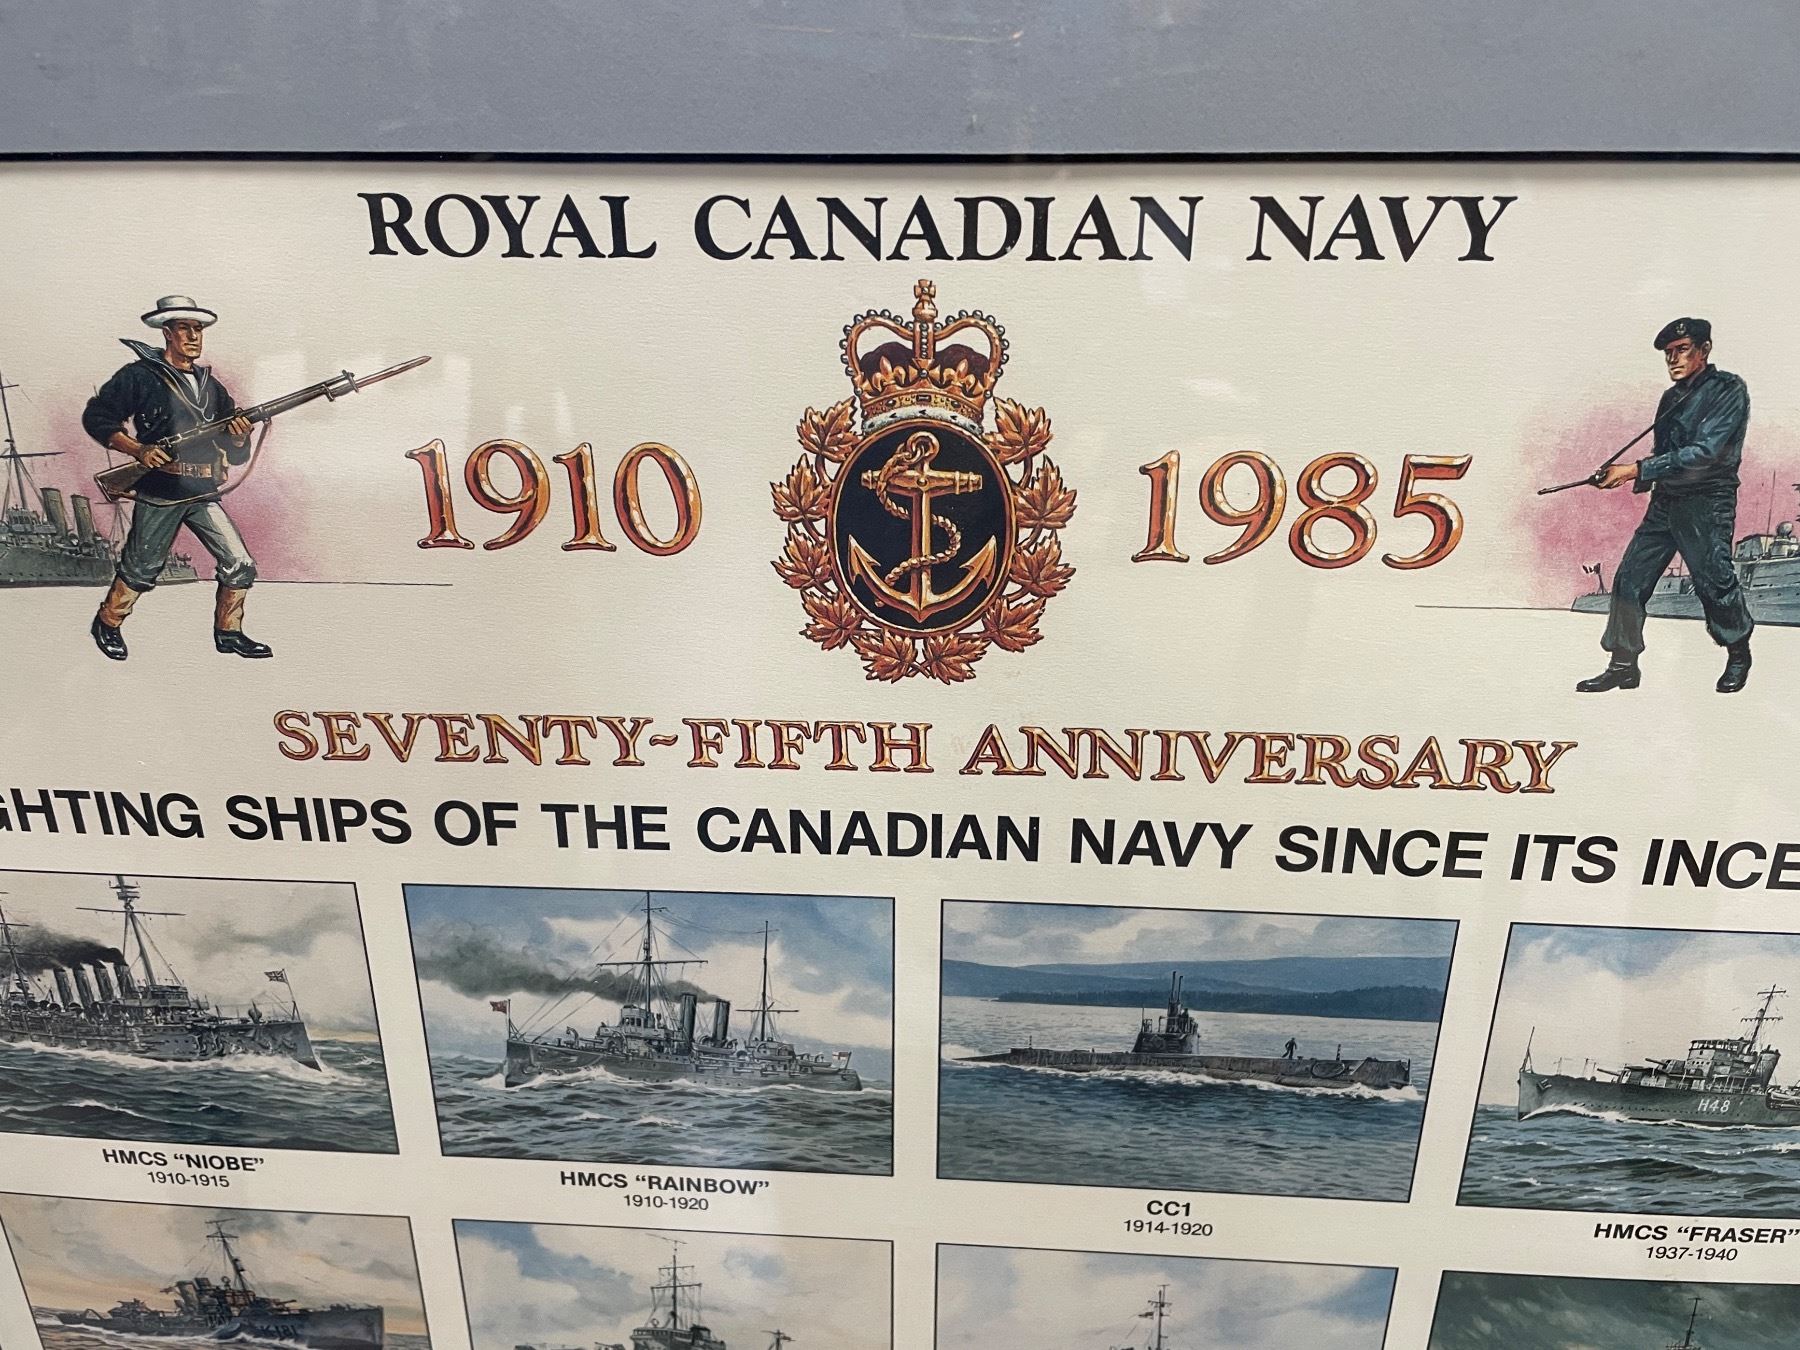 ROYAL CANADIAN NAVY
1910 1985
SEVENTY-FIFTH ANNIVERSARY
GHTING SHIPS OF THE CANADIAN NAVY SINCE ITS INCE
H48
HMCS "NIOBE"
1910-1915
HMCS "RAINBOW"
1910-1920
CC1
1914-1920
HMCS "FRASER"
1937-1940
K-181